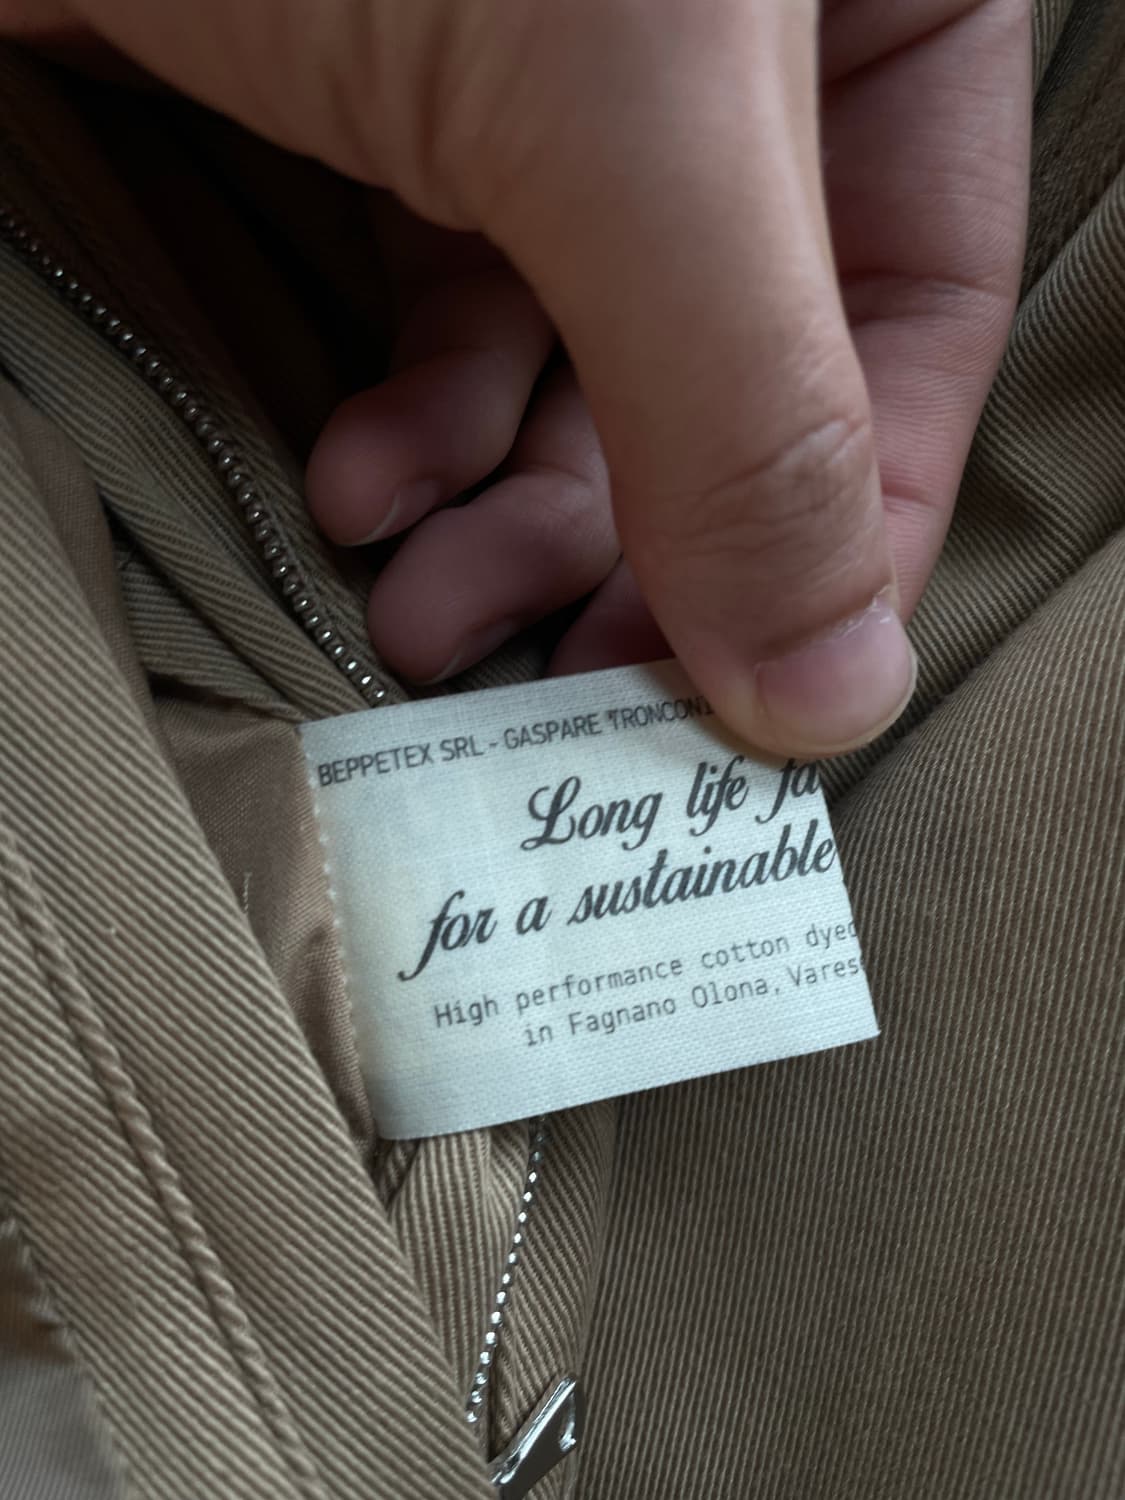 BEPPETEX SRL - GASPARE TRONCONI
Long life fa
for a sustainable
High performance cotton dyed
in Fagnano Olona, Vares